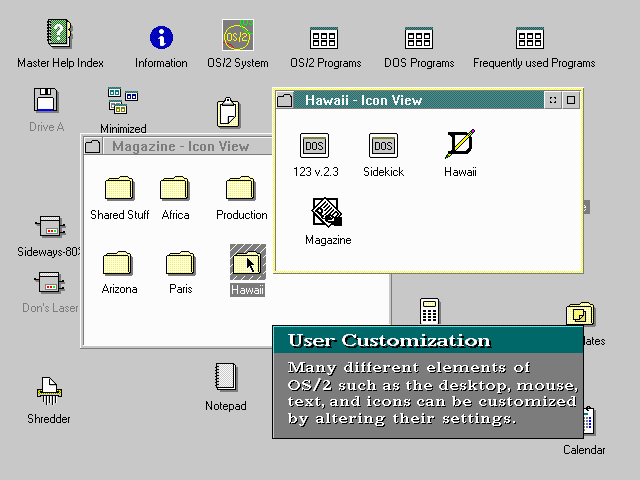 Master Help Index
Information
OS/2
OS/2 System
OS/2 Programs
DOS Programs
Frequently used Programs
Drive A
Minimized
Hawaii - Icon View
Magazine - Icon View
DOS
DOS
123 v.2.3
Sidekick
Hawaii
Shared Stuff
Africa
Production
Magazine
Sideways-80
Arizona
Paris
Hawaii
Don's Laser
User Customization
Many different elements of
OS/2 such as the desktop, mouse,
text, and icons can be customized
by altering their settings.
Notepad
Shredder
Calendar